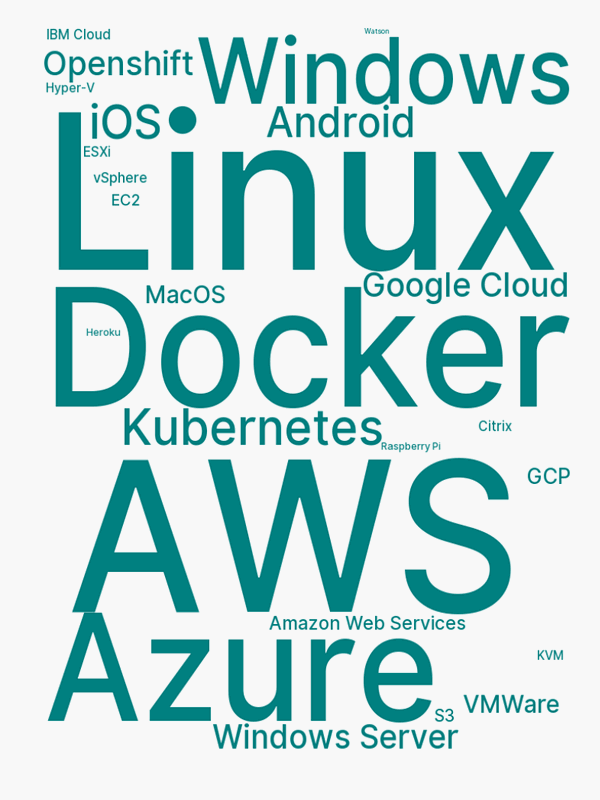 IBM Cloud
Watson
Openshift
Windows
Hyper-V
iOS
Android
Linux
ESXi
vSphere
EC2
Google Cloud
MacOS
Docker
Heroku
Kubernetes
Citrix
Raspberry Pi
AWS
GCP
Amazon Web Services
Azure
KVM
VMWare
S3
Windows Server